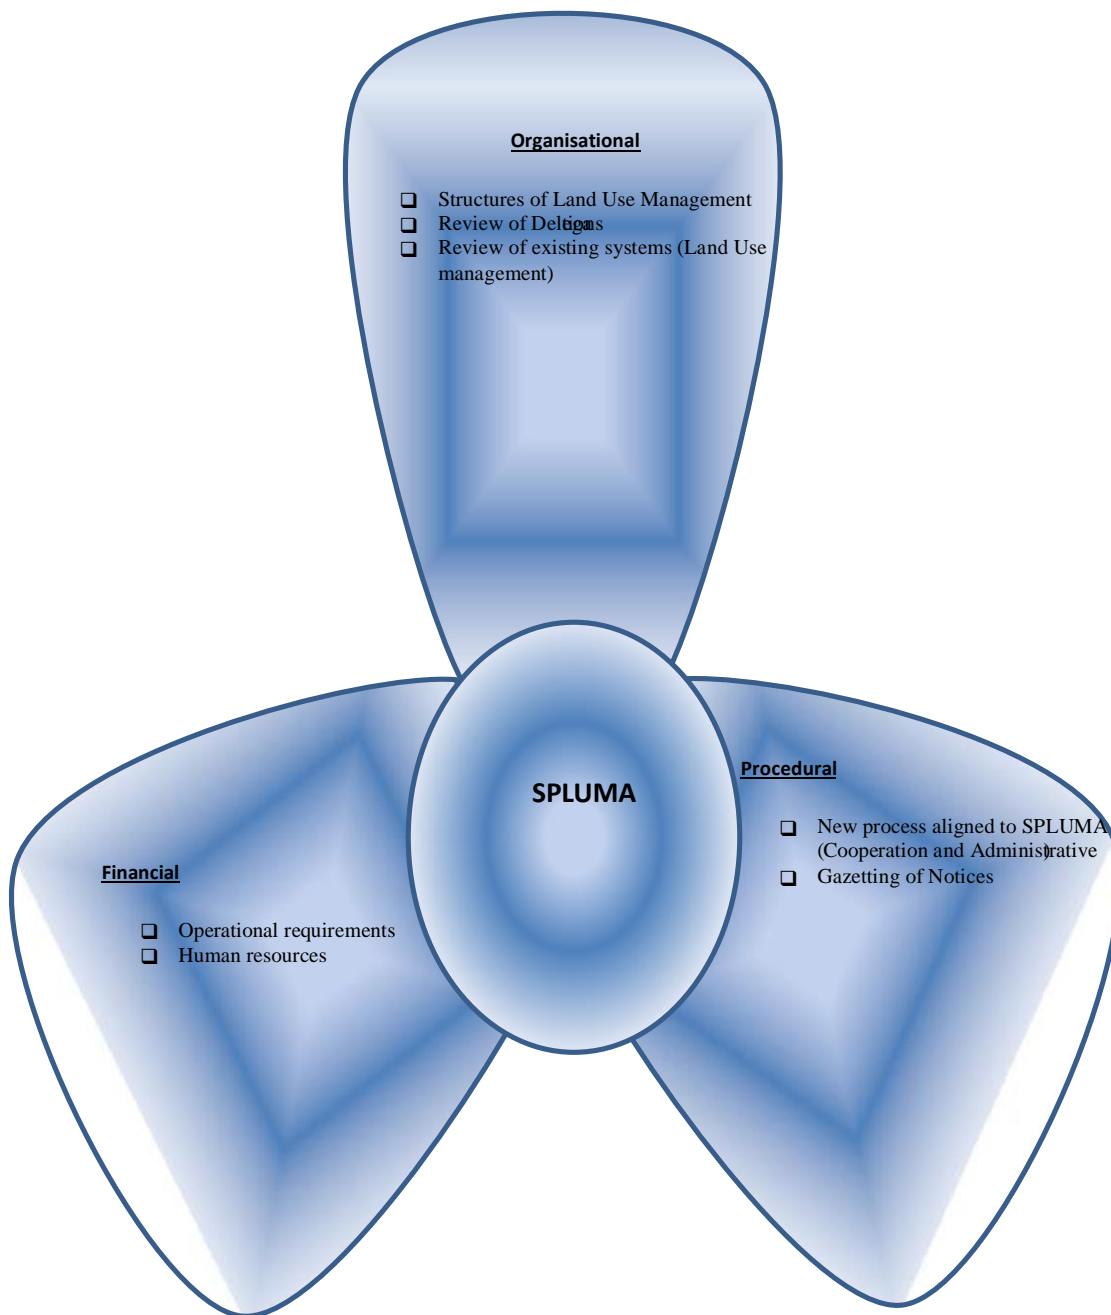 Organisational
❑ Structures of Land Use Management
❑ Review of
❑ Review of existing systems (Land Use
management)
SPLUMA
Procedural
❑ New process aligned to SPLUMA
(Cooperation and Administrative)
❑ Gazetting of Notices
Financial
❑ Operational requirements
❑ Human resources